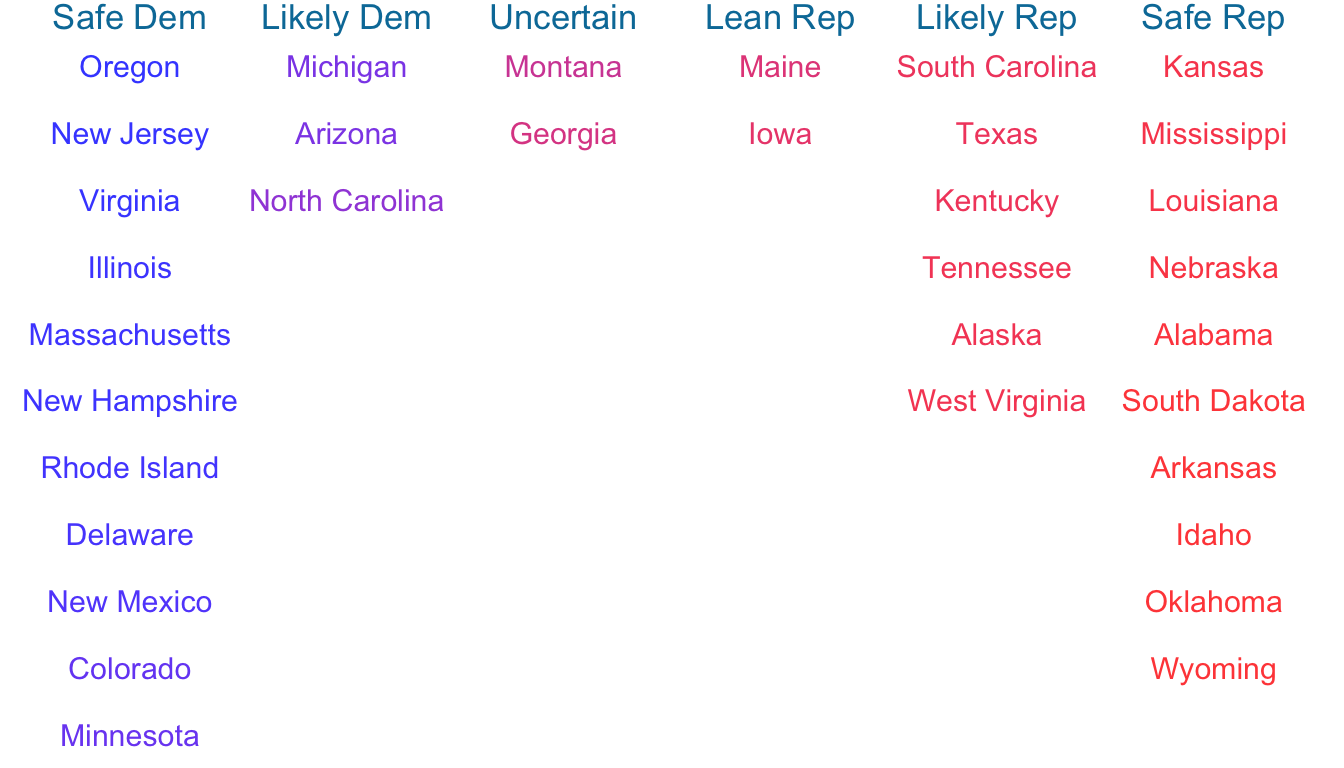 Safe Dem Likely Dem Uncertain Lean Rep Likely Rep Safe Rep
Oregon Michigan Montana Maine South Carolina Kansas
New Jersey Arizona Georgia Iowa Texas Mississippi
Virginia North Carolina Kentucky Louisiana
Illinois Tennessee Nebraska
Massachusetts Alaska Alabama
New Hampshire West Virginia South Dakota
Rhode Island Arkansas
Delaware Idaho
New Mexico Oklahoma
Colorado Wyoming
Minnesota